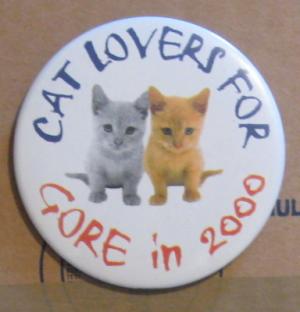 CAT LOVERS FOR
GORE in 2000